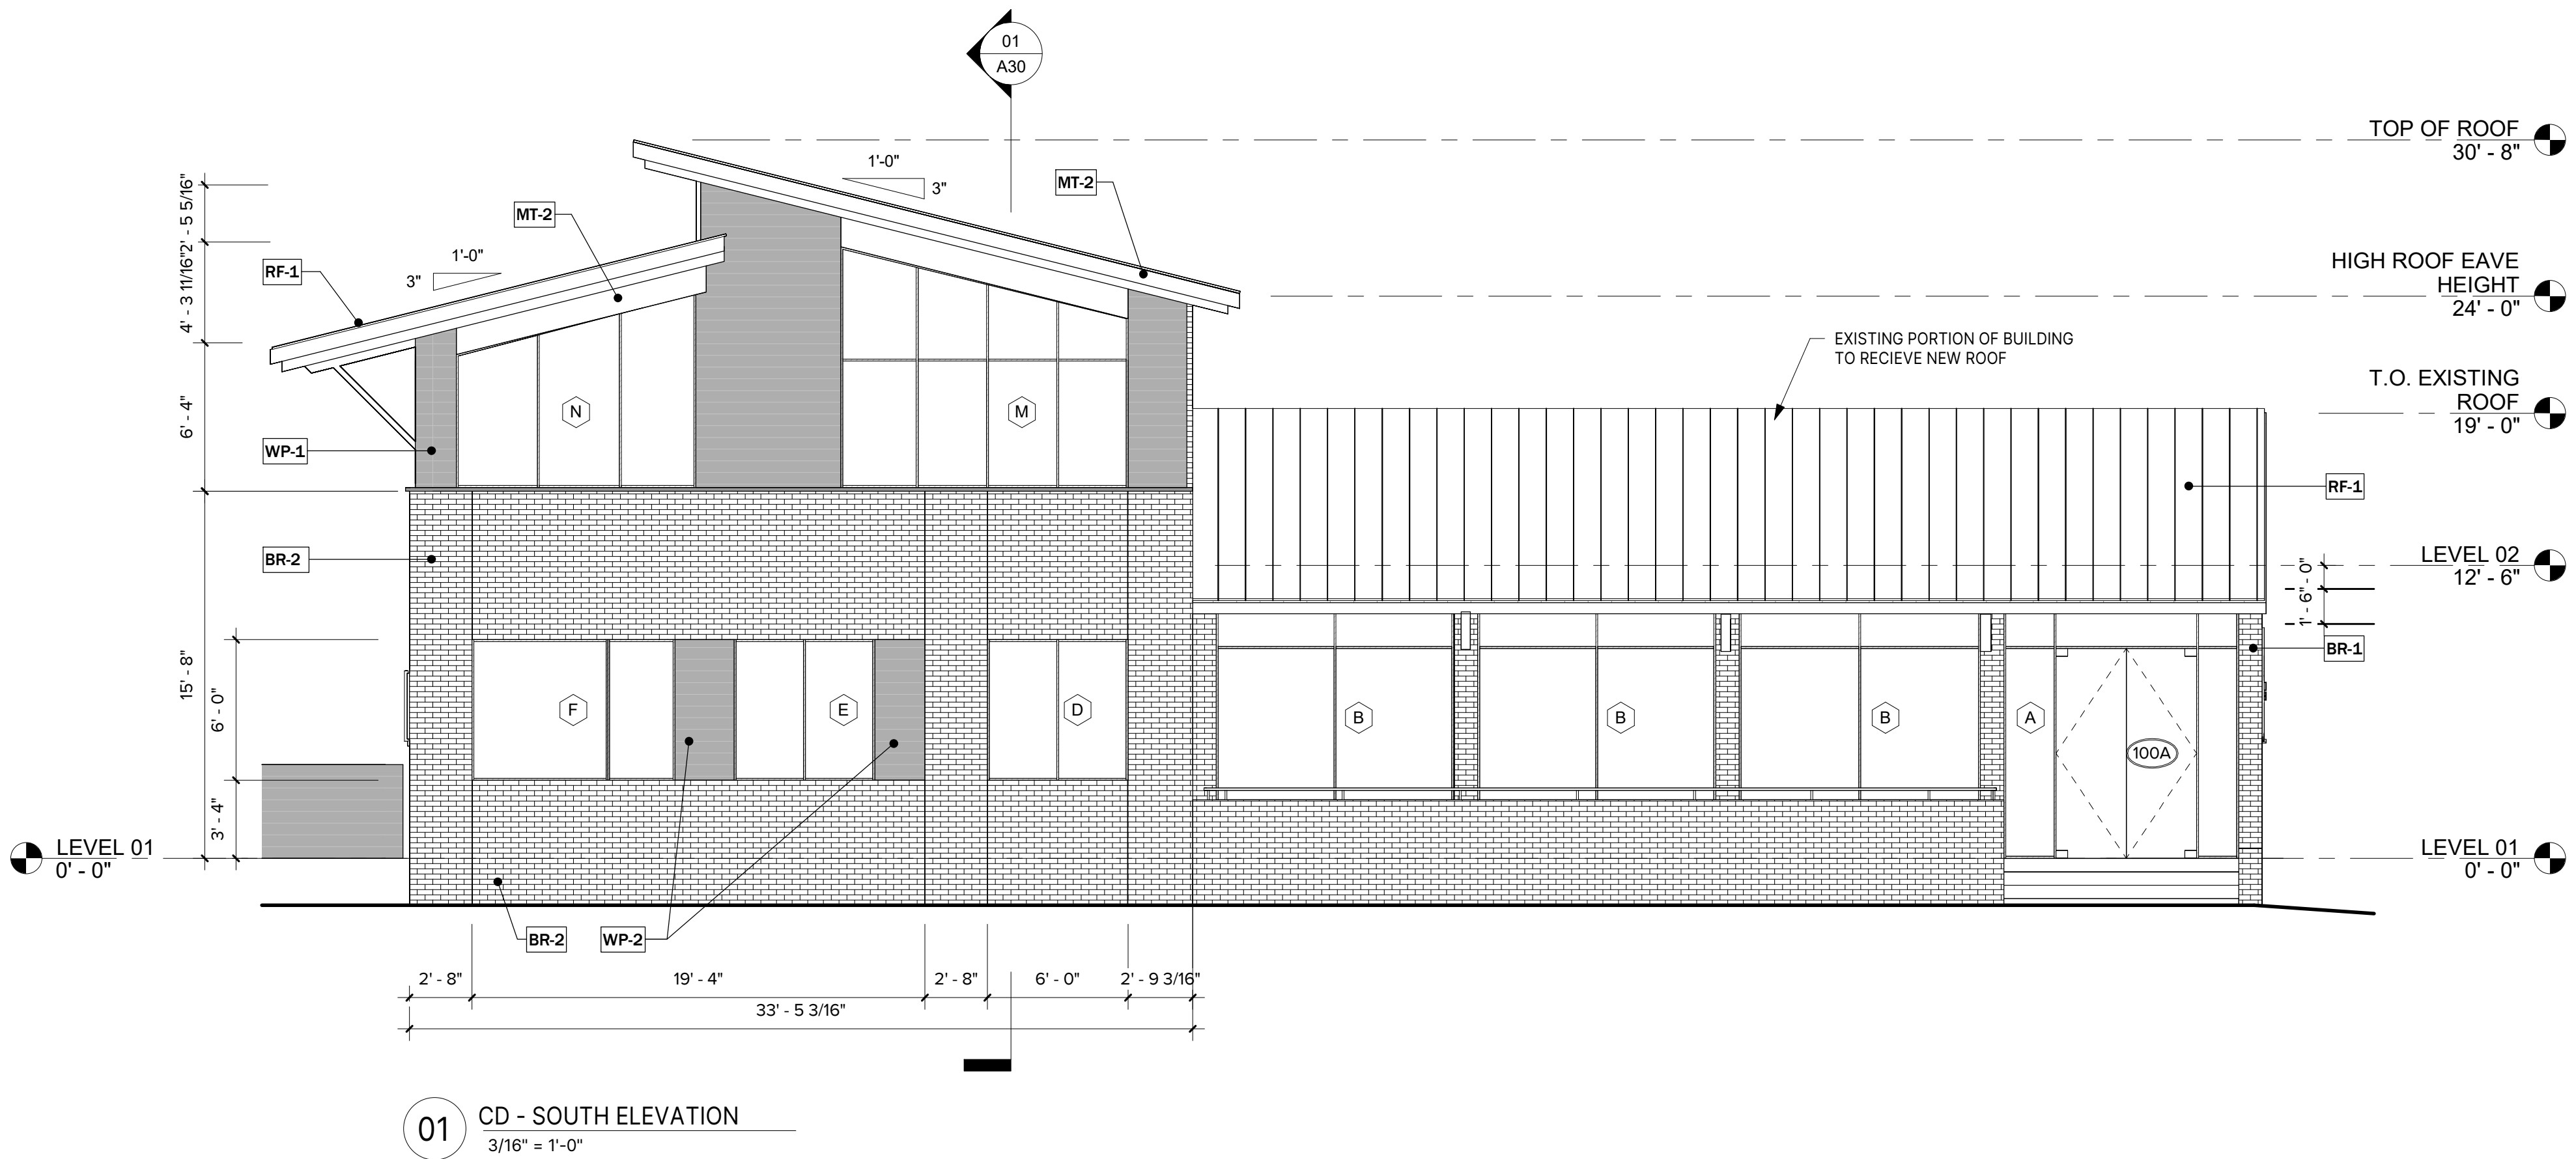 01
A30
TOP OF ROOF
30' - 8"
1'-0"
3"
MT-2
MT-2
2' - 5 5/16"
4' - 3 11/16"
1'-0"
3"
RF-1
HIGH ROOF EAVE
HEIGHT
24' - 0"
EXISTING PORTION OF BUILDING
TO RECIEVE NEW ROOF
T.O. EXISTING
ROOF
19' - 0"
6' - 4"
N
M
WP-1
RF-1
BR-2
LEVEL 02
12' - 6"
1' - 0"
1' - 6"
BR-1
15' - 8"
6' - 0"
F
E
D
B
B
B
A
100A
3' - 4"
LEVEL 01
0' - 0"
LEVEL 01
0' - 0"
BR-2
WP-2
2' - 8"
19' - 4"
2' - 8"
6' - 0"
2' - 9 3/16"
33' - 5 3/16"
01
CD - SOUTH ELEVATION
3/16" = 1'-0"